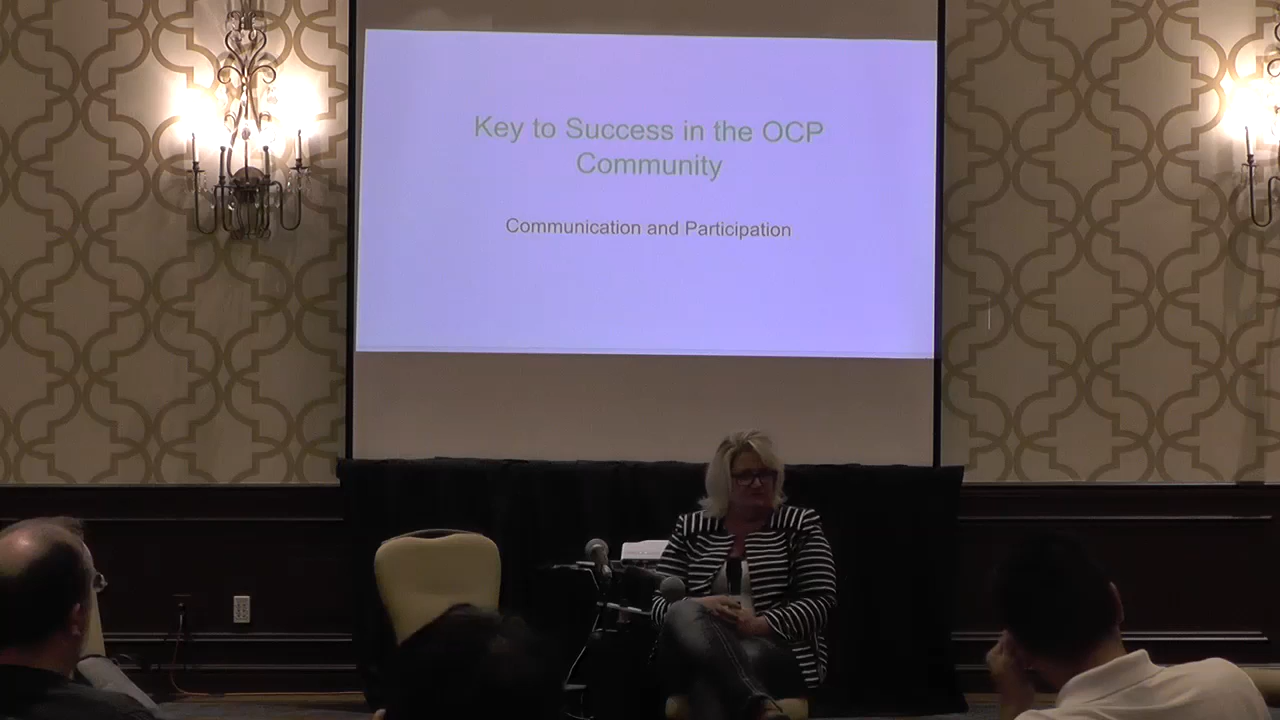 Key to Success in the OCP
Community
Communication and Participation